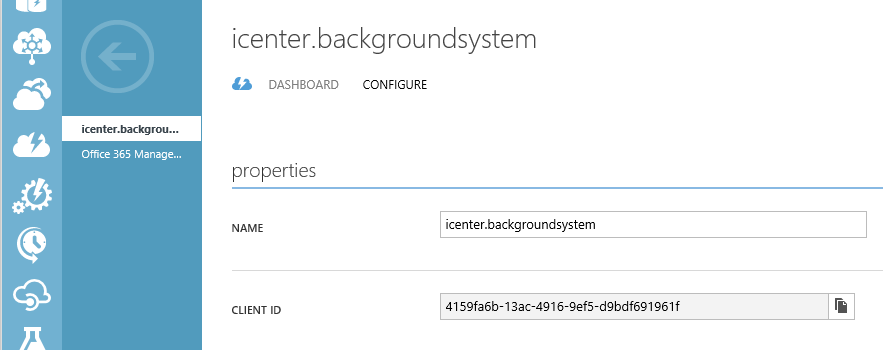 icenter.backgroundsystem
DASHBOARD CONFIGURE
icenter.backgrou...
Office 365 Manage...
properties
NAME icenter.backgroundsystem
CLIENT ID 4159fa6b-13ac-4916-9ef5-d9bdf691961f